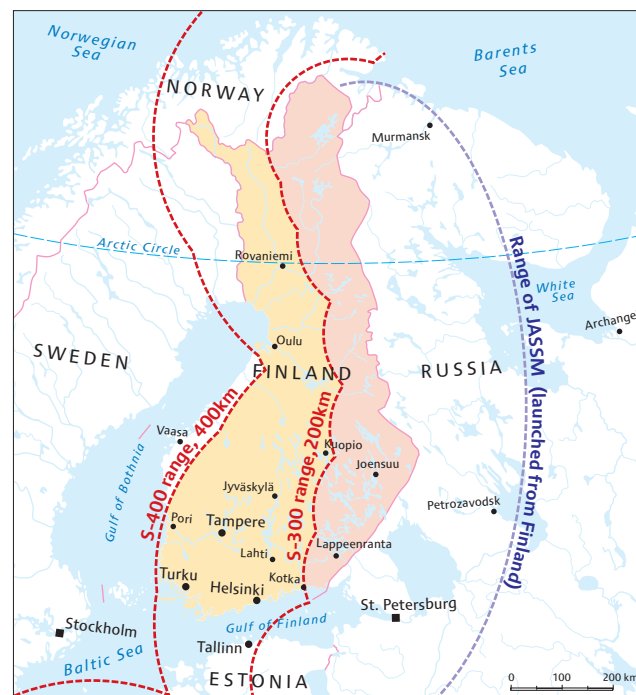 Norwegian
Sea
Barents
Sea
NORWAY
Murmansk
Arctic Circle
Rovaniemi
White
Sea
Archange
Oulu
SWEDEN
FINLAND
RUSSIA
Range of JASSM (launched from Finland)
Vaasa
S-400 range, 400km
S-300 range, 200km
Kuopio
Joensuu
Gulf of Bothnia
Jyväskylä
Petrozavodsk
Pori
Tampere
Lahti
Lappeenranta
Turku
Helsinki
Kotka
St. Petersburg
Gulf of Finland
Stockholm
Tallinn
Baltic Sea
ESTONIA
0 100 200 km